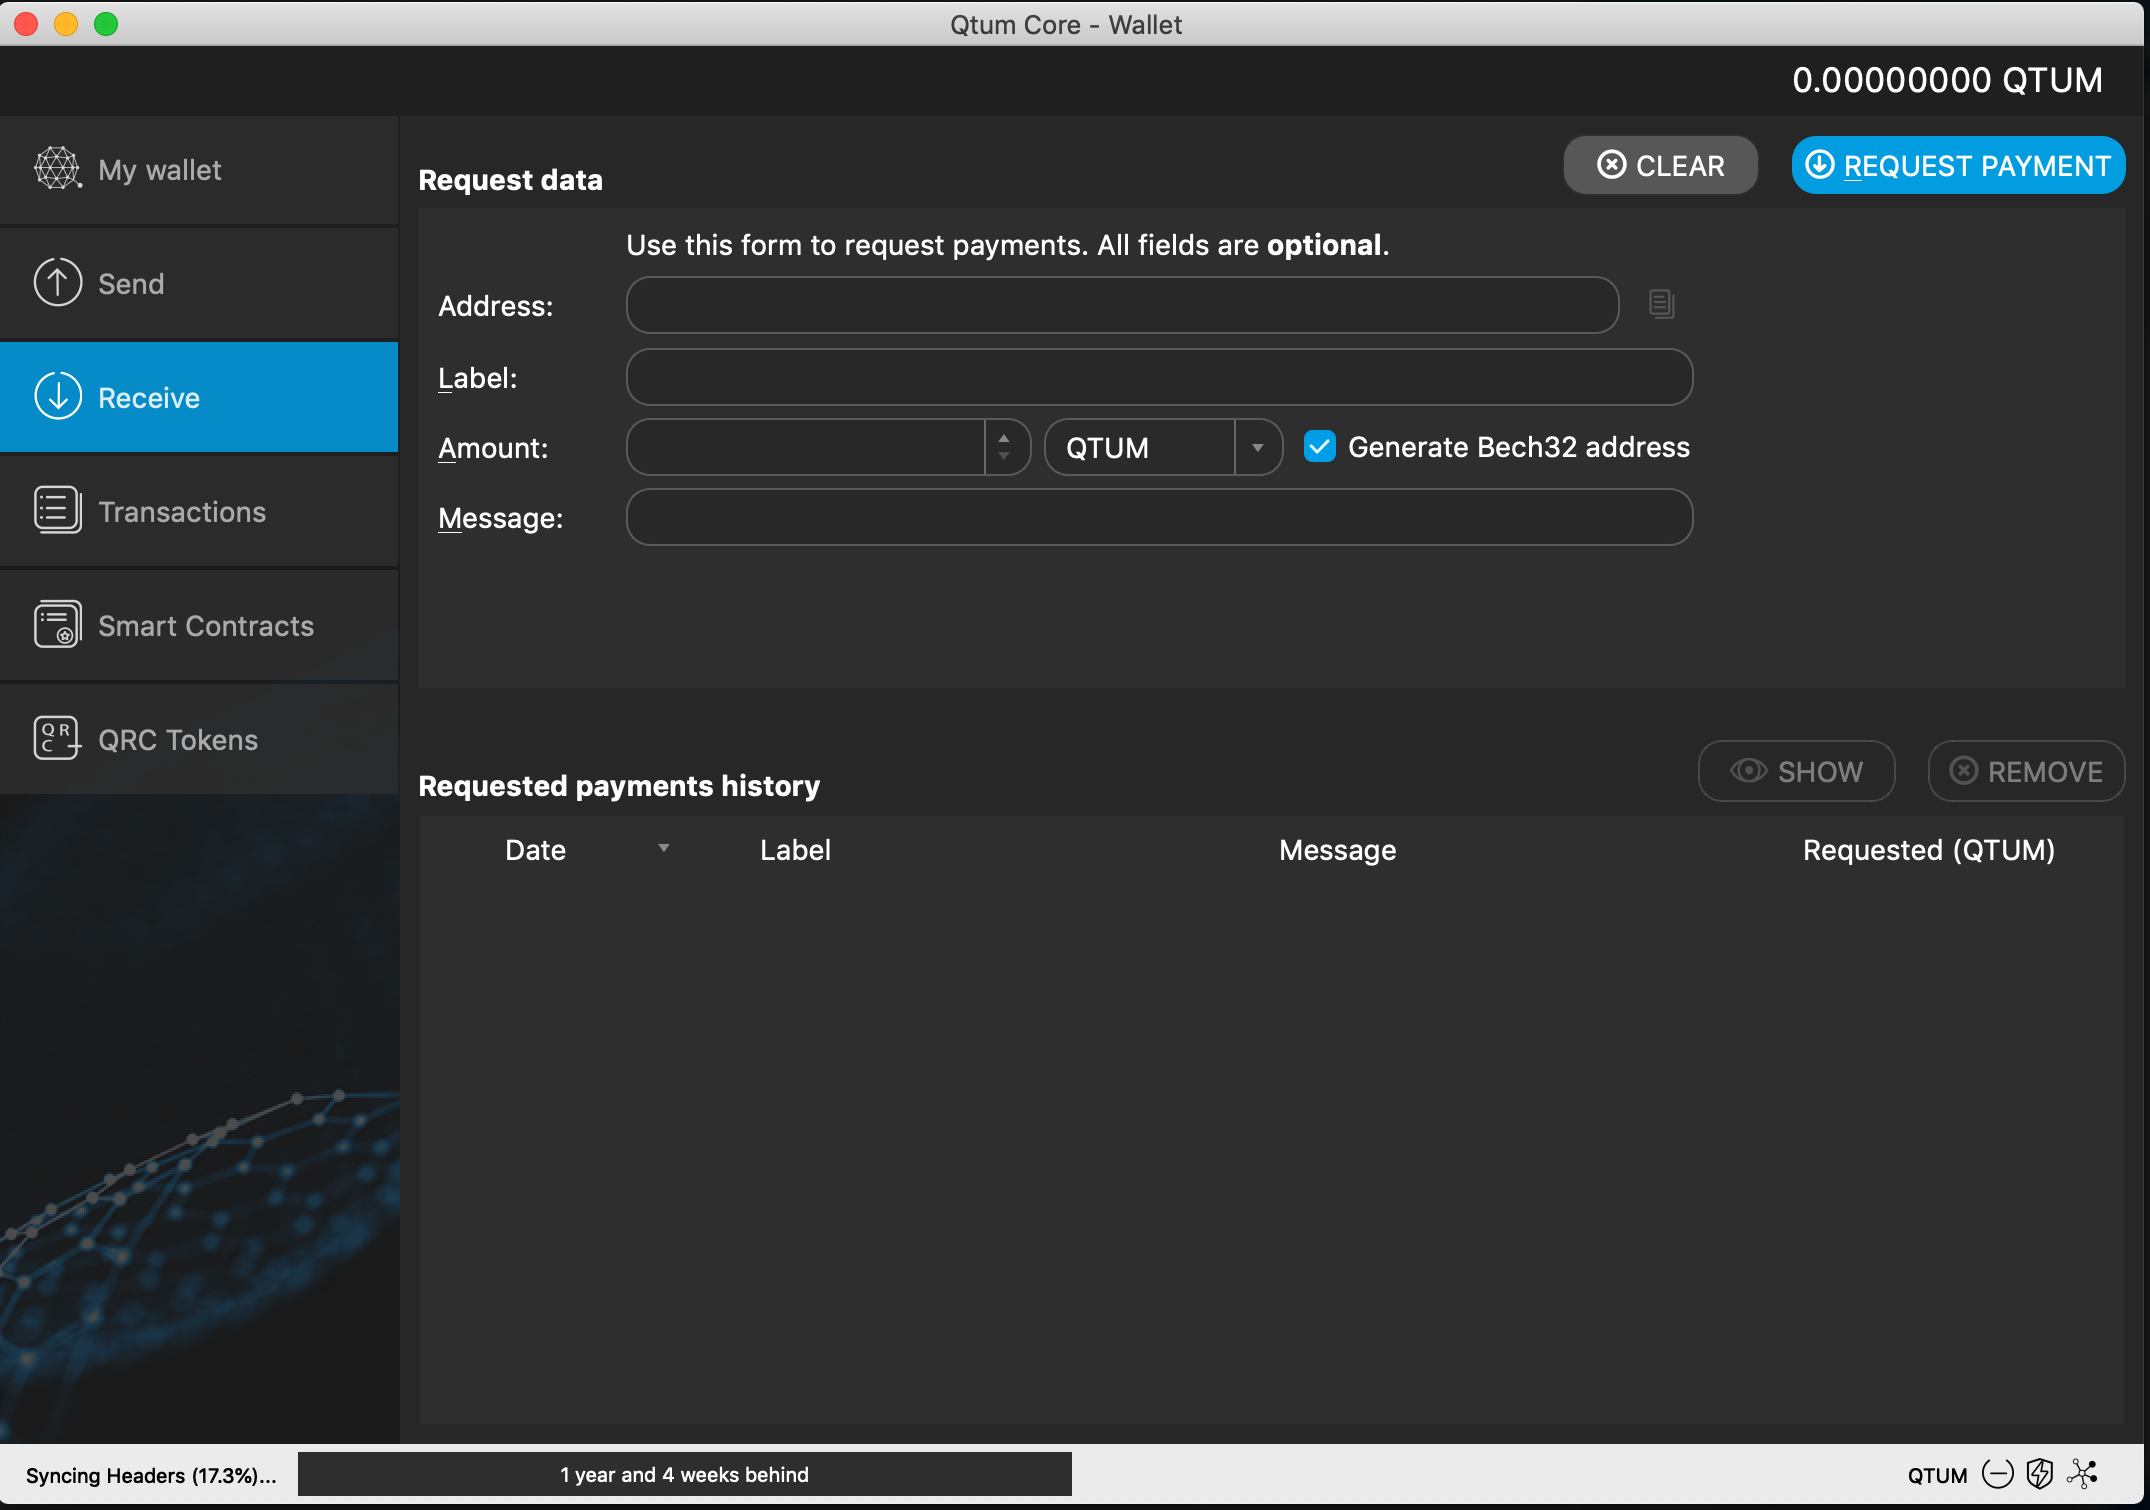 Qtum Core - Wallet
0.00000000 QTUM
My wallet
Send
Receive
Transactions
Smart Contracts
QRC
QRC Tokens
Request data
CLEAR
REQUEST PAYMENT
Use this form to request payments. All fields are optional.
Address:
Label:
Amount:
QTUM
Generate Bech32 address
Message:
Requested payments history
SHOW
REMOVE
Date
Label
Message
Requested (QTUM)
Syncing Headers (17.3%)...
1 year and 4 weeks behind
QTUM